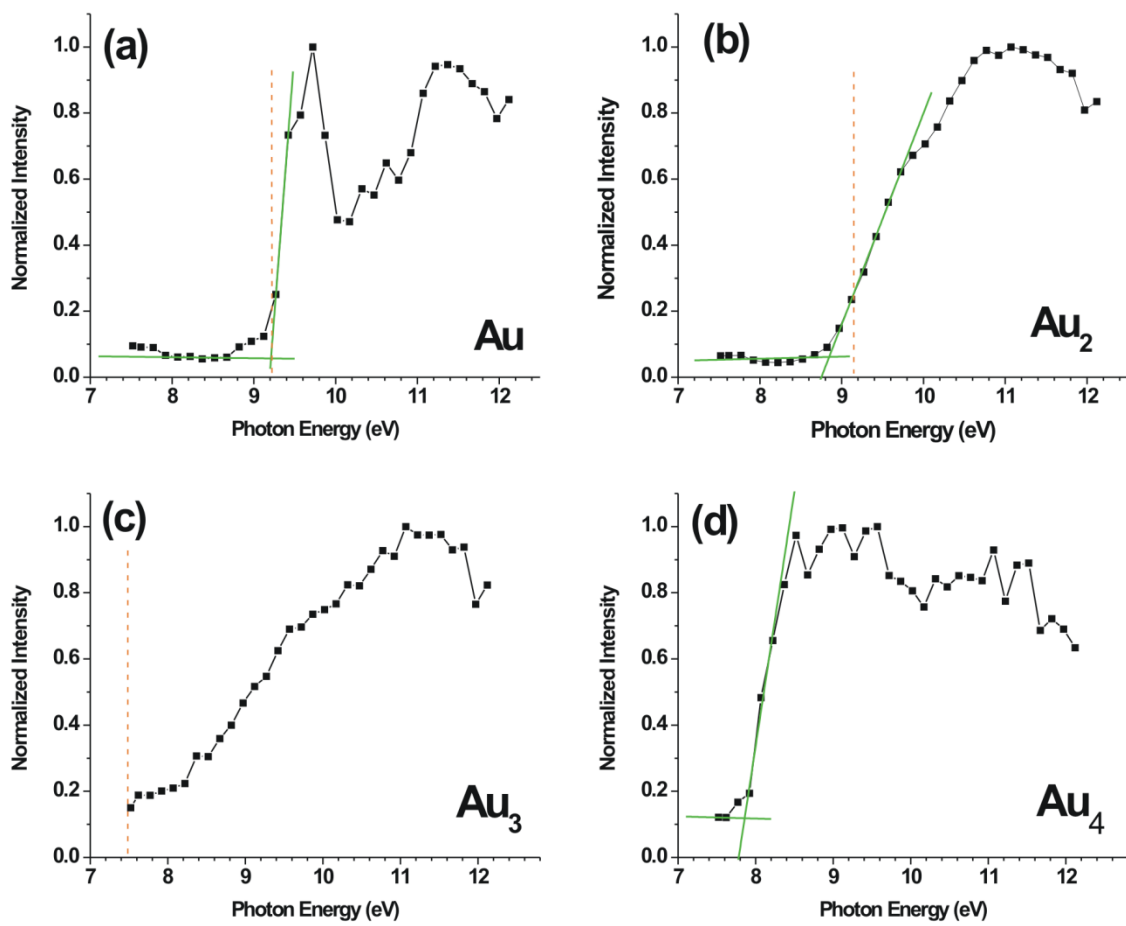 (a)
1.0
0.8
0.6
0.4
0.2
0.0
Normalized Intensity
Au
7 8 9 10 11 12
Photon Energy (eV)
(b)
1.0
0.8
0.6
0.4
0.2
0.0
Normalized Intensity
Au₂
7 8 9 10 11 12
Photon Energy (eV)
(c)
1.0
0.8
0.6
0.4
0.2
0.0
Normalized Intensity
Au₃
7 8 9 10 11 12
Photon Energy (eV)
(d)
1.0
0.8
0.6
0.4
0.2
0.0
Normalized Intensity
Au₄
7 8 9 10 11 12
Photon Energy (eV)